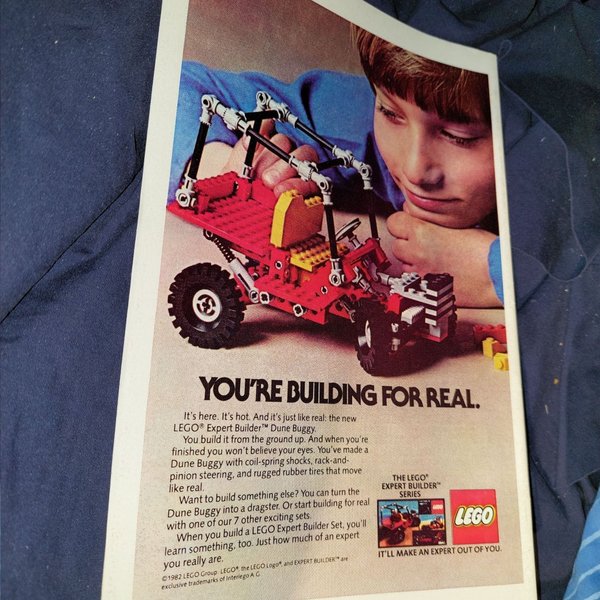 YOU'RE BUILDING FOR REAL.
It's here. It's hot. And it's just like real: the new
LEGO® Expert Builder™ Dune Buggy.
You build it from the ground up. And when you're
finished you won't believe your eyes. You've made a
Dune Buggy with coil-spring shocks, rack-and-
pinion steering, and rugged rubber tires that move
like real.
Want to build something else? You can turn the
Dune Buggy into a dragster. Or start building for real
with one of our 7 other exciting sets.
When you build a LEGO Expert Builder Set, you'll
learn something, too. Just how much of an expert
you really are.
©1982 LEGO Group. LEGO®, the LEGO Logo®, and EXPERT BUILDER™ are
exclusive trademarks of Interlego A.G.
THE LEGO®
EXPERT BUILDER™
SERIES
LEGO
IT'LL MAKE AN EXPERT OUT OF YOU.